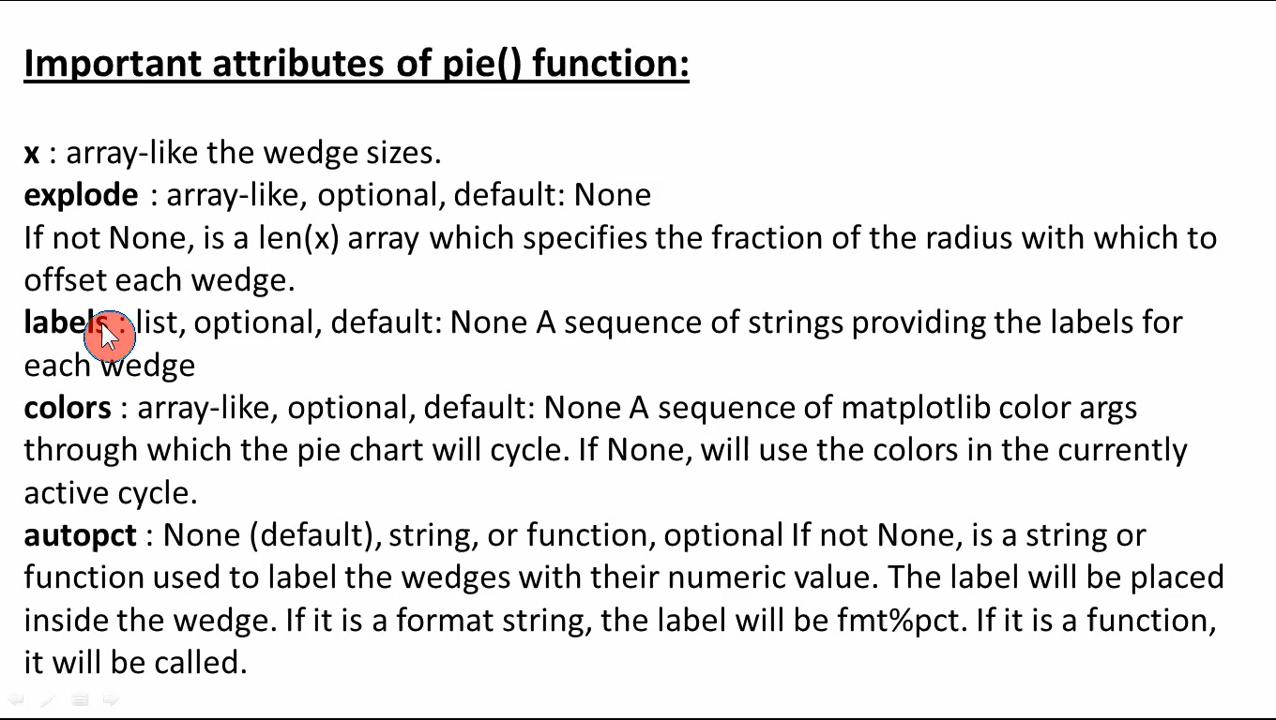 Important attributes of pie() function:
x : array-like the wedge sizes.
explode : array-like, optional, default: None
If not None, is a len(x) array which specifies the fraction of the radius with which to
offset each wedge.
labels : list, optional, default: None A sequence of strings providing the labels for
each wedge
colors : array-like, optional, default: None A sequence of matplotlib color args
through which the pie chart will cycle. If None, will use the colors in the currently
active cycle.
autopct : None (default), string, or function, optional If not None, is a string or
function used to label the wedges with their numeric value. The label will be placed
inside the wedge. If it is a format string, the label will be fmt%pct. If it is a function,
it will be called.